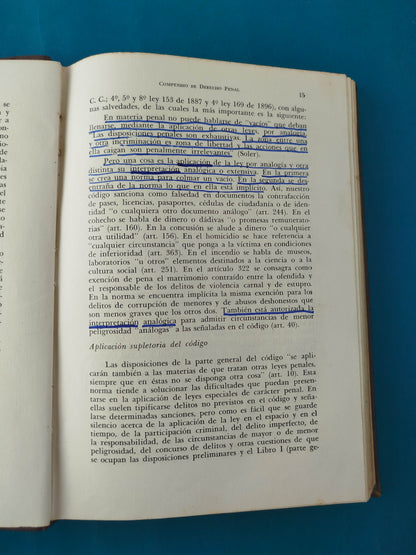 COMPENDIO DE DERECHO PENAL
15
C. C.; 4º, 5º y 8º ley 153 de 1887 y 4º ley 169 de 1896), con algu-
nas salvedades, de las cuales la más importante es la siguiente:
En materia penal no puede hablarse de "vacíos" que deban
llenarse, mediante la aplicación de otras leyes, por analogía.
"Las disposiciones penales son exhaustivas. La zona entre una
y otra incriminación es zona de libertad y las acciones que en
ella caigan son penalmente irrelevantes" (Soler).
Pero una cosa es la aplicación de la ley por analogía y otra
distinta su interpretación analógica o extensiva. En la primera
se crea una norma para colmar un vacío. En la segunda se des-
entraña de la norma lo que en ella está implícito. Así, nuestro
código sanciona como falsedad en documentos la contrafacción
de pases, licencias, pasaportes, cédulas de ciudadanía o de iden-
tidad "o cualquiera otro documento análogo" (art. 244). En el
cohecho se habla de dinero o dádivas "o promesas remunerato-
rias" (art. 160). En la concusión se alude a dinero "o cualquier
otra utilidad" (art. 156). En el homicidio se hace referencia a
"cualquier circunstancia" que ponga a la víctima en condiciones
de inferioridad (art. 363). En el incendio se habla de museos,
laboratorios "u otros" elementos destinados a la ciencia o a la
cultura social (art. 251). En el artículo 322 se consagra como
exención de pena el matrimonio contraído entre la ofendida y
el responsable de los delitos de violencia carnal y de estupro.
En la norma se encuentra implícita la misma exención para los
delitos de corrupción de menores y de abusos deshonestos que
son menos graves que los otros dos. También está autorizada la
interpretación analógica para admitir circunstancias de menor
peligrosidad "análogas" a las señaladas en el código (art. 40).
Aplicación supletoria del código
Las disposiciones de la parte general del código "se apli-
carán también a las materias de que tratan otras leyes penales,
siempre que en éstas no se disponga otra cosa" (art. 10). Esta
norma tiende a solucionar las dificultades que puedan presen-
tarse en la aplicación de leyes especiales de carácter penal. En
ellas suelen tipificarse delitos no previstos en el código y seña-
larse determinadas sanciones, pero como es fácil que se guarde
silencio acerca de la aplicación de la ley en el espacio y en el
tiempo, de la participación criminal, del delito imperfecto, de
la responsabilidad, de las circunstancias de mayor o de menor
peligrosidad, del concurso de delitos y otras cuestiones de que
se ocupan las disposiciones preliminares y el Libro I (parte ge-